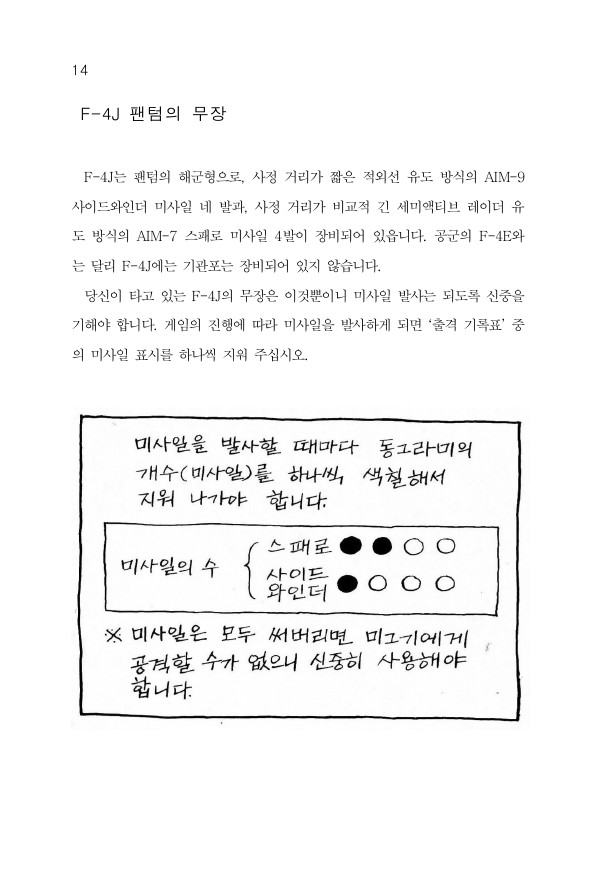 14
F-4J 팬텀의 무장
F-4J는 팬텀의 해군형으로, 사정 거리가 짧은 적외선 유도 방식의 AIM-9
사이드와인더 미사일 네 발과, 사정 거리가 비교적 긴 세미액티브 레이더 유
도 방식의 AIM-7 스패로 미사일 4발이 장비되어 있읍니다. 공군의 F-4E와
는 달리 F-4J에는 기관포는 장비되어 있지 않습니다.
당신이 타고 있는 F-4J의 무장은 이것뿐이니 미사일 발사는 되도록 신중을
기해야 합니다. 게임의 진행에 따라 미사일을 발사하게 되면 ‘출격 기록표’ 중
의 미사일 표시를 하나씩 지워 주십시오.
미사일을 발사할 때마다 동그라미의
개수(미사일)를 하나씩, 색칠해서
지워 나가야 합니다.
미사일의 수 { 스패로 ●●○○
사이드
와인더 ●○○○
※ 미사일은 모두 써버리면 미그기에게
공격할 수가 없으니 신중히 사용해야
합니다.